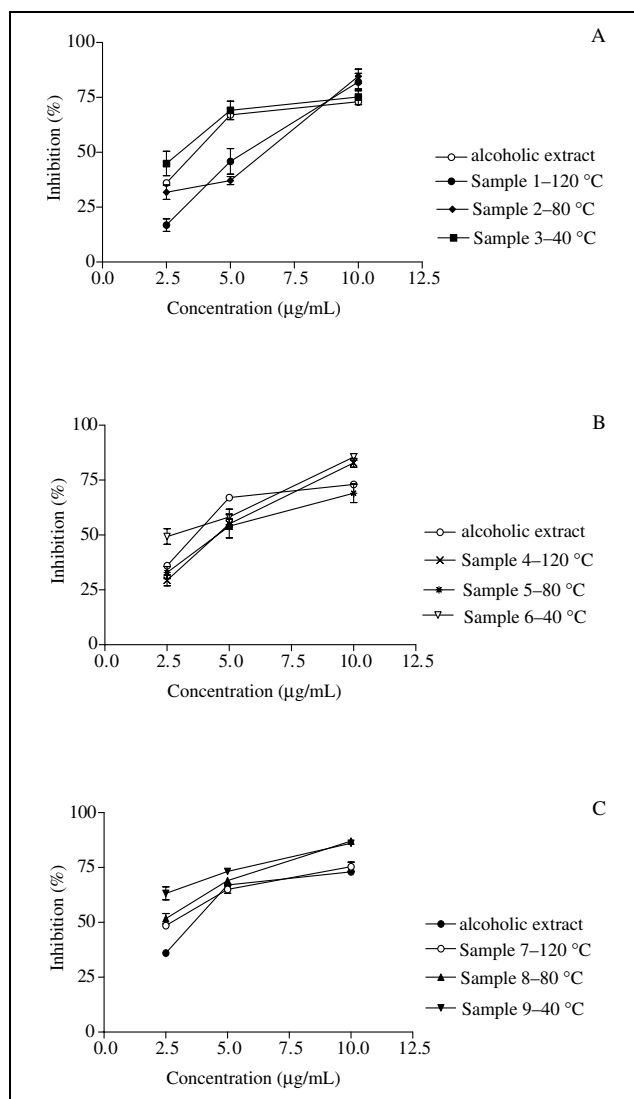 A
100
75
50
25
0
Inhibition (%)
0.0 2.5 5.0 7.5 10.0 12.5
Concentration (µg/mL)
alcoholic extract
Sample 1–120 °C
Sample 2–80 °C
Sample 3–40 °C
B
100
75
50
25
0
Inhibition (%)
0.0 2.5 5.0 7.5 10.0 12.5
Concentration (µg/mL)
alcoholic extract
Sample 4–120 °C
Sample 5–80 °C
Sample 6–40 °C
C
100
75
50
25
0
Inhibition (%)
0.0 2.5 5.0 7.5 10.0 12.5
Concentration (µg/mL)
alcoholic extract
Sample 7–120 °C
Sample 8–80 °C
Sample 9–40 °C